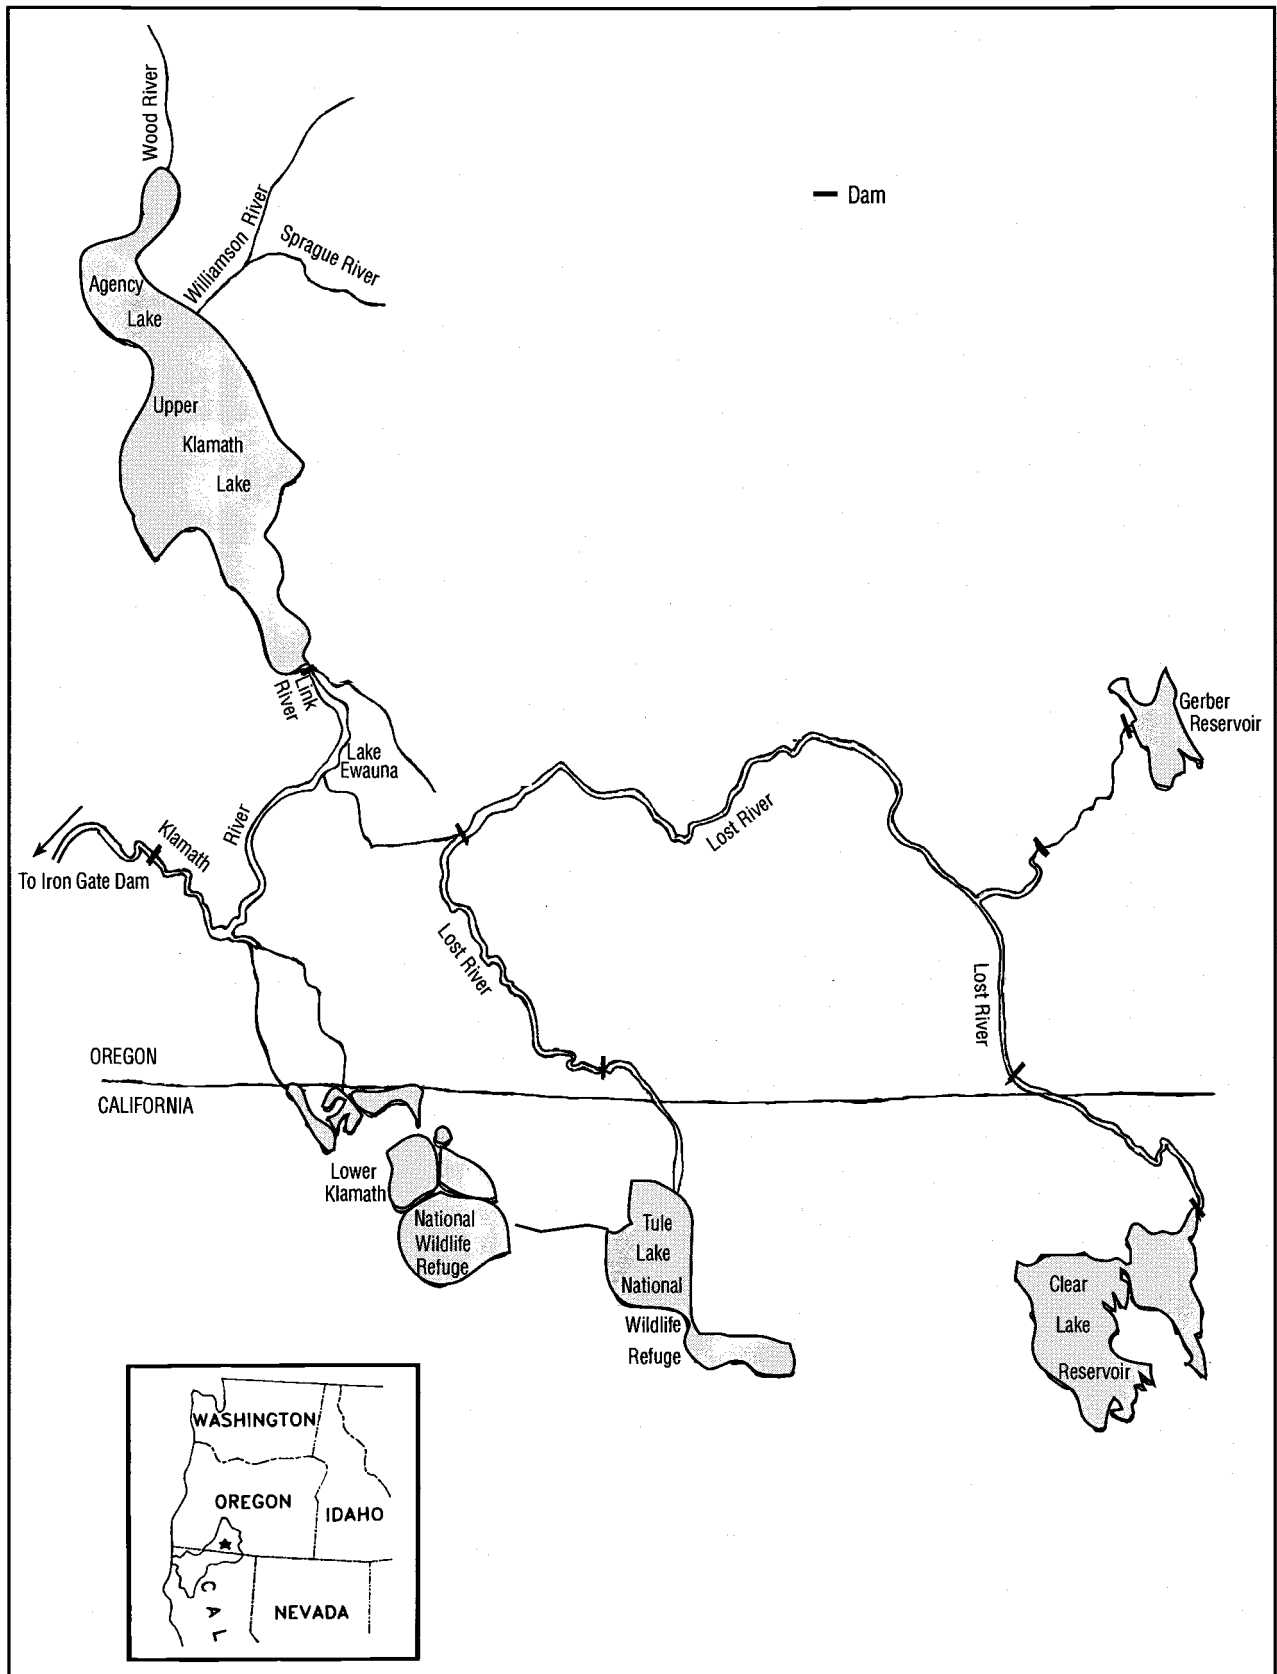 Wood River
Williamson River
Sprague River
Dam
Agency
Lake
Upper
Klamath
Lake
Link
River
Lake
Ewauna
Gerber
Reservoir
Lost River
River
Klamath
To Iron Gate Dam
Lost River
Lost River
OREGON
CALIFORNIA
Lower
Klamath
National
Wildlife
Refuge
Tule
Lake
National
Wildlife
Refuge
Clear
Lake
Reservoir
WASHINGTON
OREGON
IDAHO
CAL
NEVADA